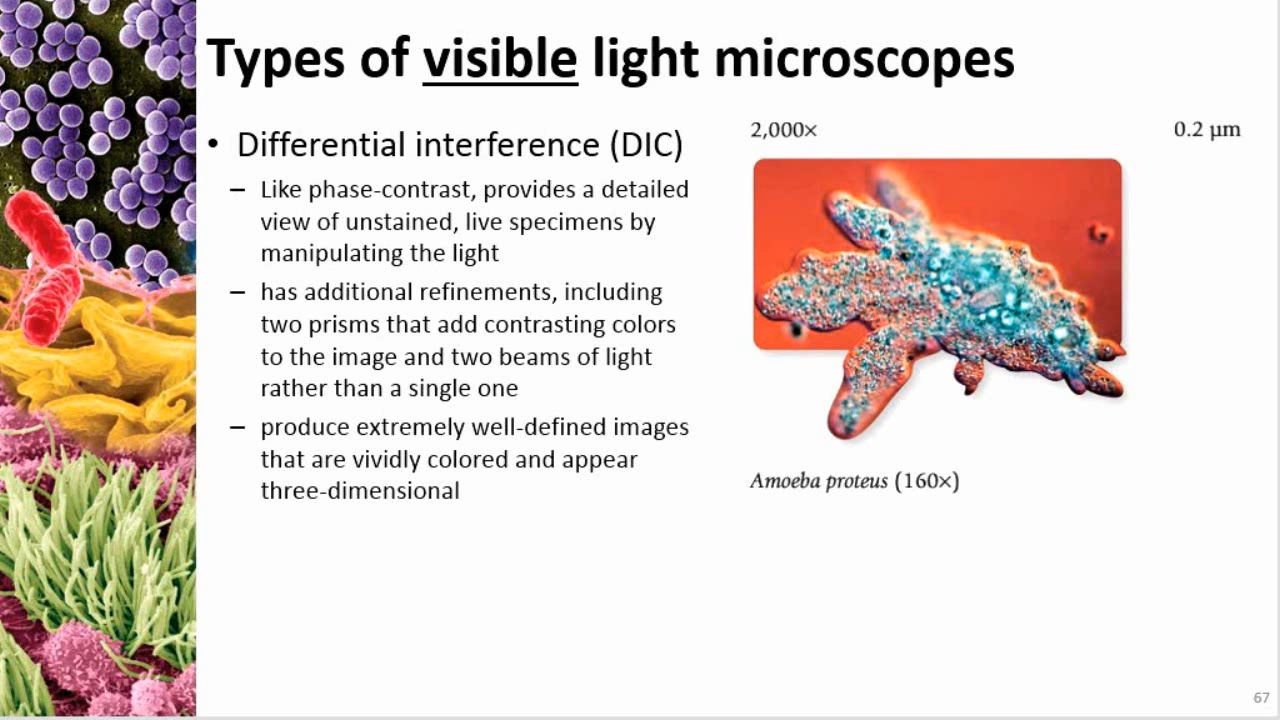 Types of visible light microscopes
• Differential interference (DIC)
– Like phase-contrast, provides a detailed
view of unstained, live specimens by
manipulating the light
– has additional refinements, including
two prisms that add contrasting colors
to the image and two beams of light
rather than a single one
– produce extremely well-defined images
that are vividly colored and appear
three-dimensional
2,000× 0.2 µm
Amoeba proteus (160×)
67